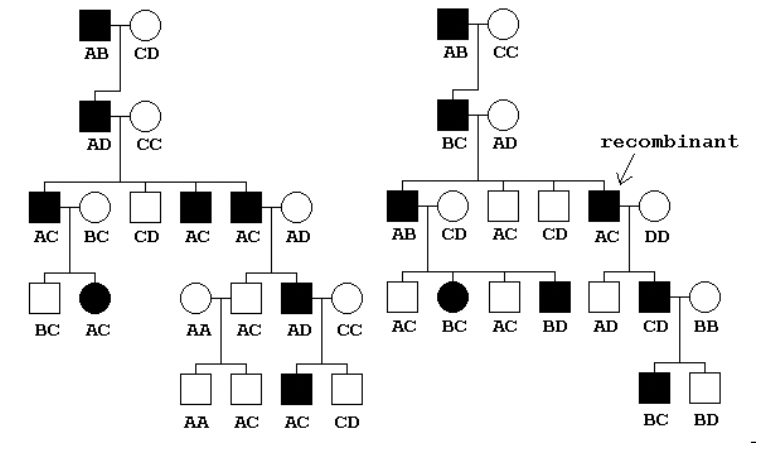 AB CD AB CC
AD CC BC AD
recombinant
AC BC CD AC AC AD AB CD AC CD AC DD
BC AC AA AC AD CC AC BC AC BD AD CD BB
AA AC AC CD BC BD